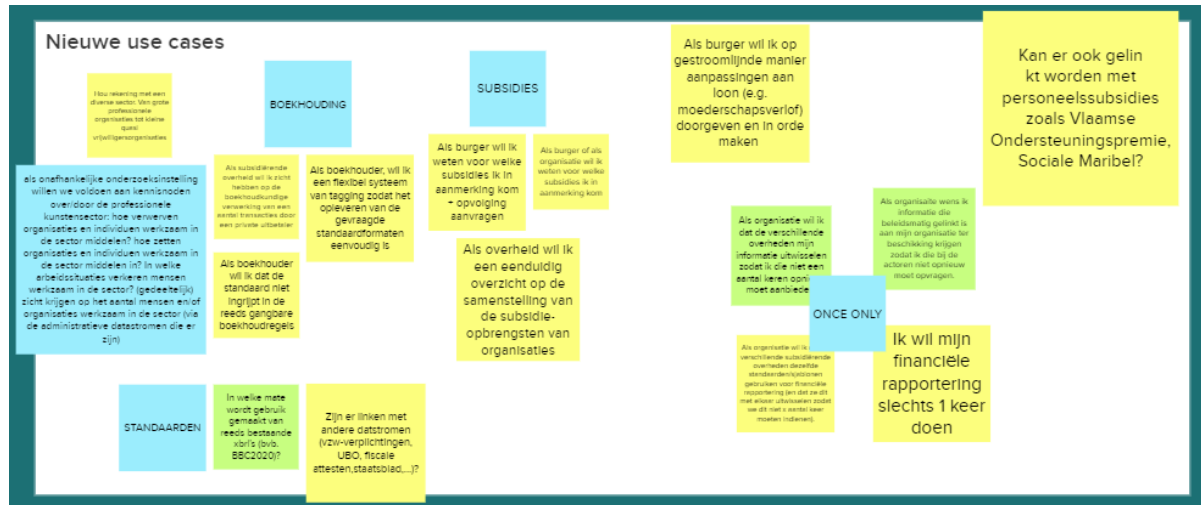 Nieuwe use cases
Hou rekening met een
diverse sector. Van grote
professionele
organisaties tot kleine
quasi
vrijwilligersorganisaties
als onafhankelijke onderzoeksinstelling
willen we voldoen aan kennisnoden
over/door de professionele
kunstensector: hoe verwerven
organisaties en individuen werkzaam in
de sector middelen? hoe zetten
organisaties en individuen werkzaam in
de sector middelen in? In welke
arbeidssituaties verkeren mensen
werkzaam in de sector? (gedeeltelijk)
zicht krijgen op het aantal mensen en/of
organisaties werkzaam in de sector (via
de administratieve datastromen die er
zijn)
BOEKHOUDING
Als subsidiërende
overheid wil ik zicht
hebben op de
boekhoudkundige
verwerking van een
aantal transacties door
een private uitbetaler
Als boekhouder, wil ik
een flexibel systeem
van tagging zodat het
opleveren van de
gevraagde
standaardformaten
eenvoudig is
Als boekhouder
wil ik dat de
standaard niet
ingrijpt in de
reeds gangbare
boekhoudregels
SUBSIDIES
Als burger wil ik
weten voor welke
subsidies ik in
aanmerking kom
+ opvolging
aanvragen
Als burger of als
organisatie wil ik
weten voor welke
subsidies ik in
aanmerking kom
Als overheid wil ik
een eenduidig
overzicht op de
samenstelling van
de subsidie-
opbrengsten van
organisaties
Als burger wil ik op
gestroomlijnde manier
aanpassingen aan
loon (e.g.
moederschapsverlof)
doorgeven en in orde
maken
Kan er ook gelin
kt worden met
personeelssubsidies
zoals Vlaamse
Ondersteuningspremie,
Sociale Maribel?
Als organisatie wil ik
dat de verschillende
overheden mijn
informatie uitwisselen
zodat ik die niet een
aantal keren
moet
Als organisaite wens ik
informatie die
beleidsmatig gelinkt is
aan mijn organisatie ter
beschikking krijgen
zodat ik die bij de
actoren niet opnieuw
moet opvragen.
ONCE ONLY
Als organisatie wil ik
verschillende subsidiërende
overheden dezelfde
gebruiken voor financiële
rapportering (en dat ze dit
met elkaar uitwisselen zodat
we dit niet x aantal keer
moeten indienen).
Ik wil mijn
financiële
rapportering
slechts 1 keer
doen
STANDAARDEN
In welke mate
wordt gebruik
gemaakt van
reeds bestaande
xbrl's (bvb.
BBC2020)?
Zijn er linken met
andere datstromen
(vzw-verplichtingen,
UBO, fiscale
attesten,staatsblad,...)?